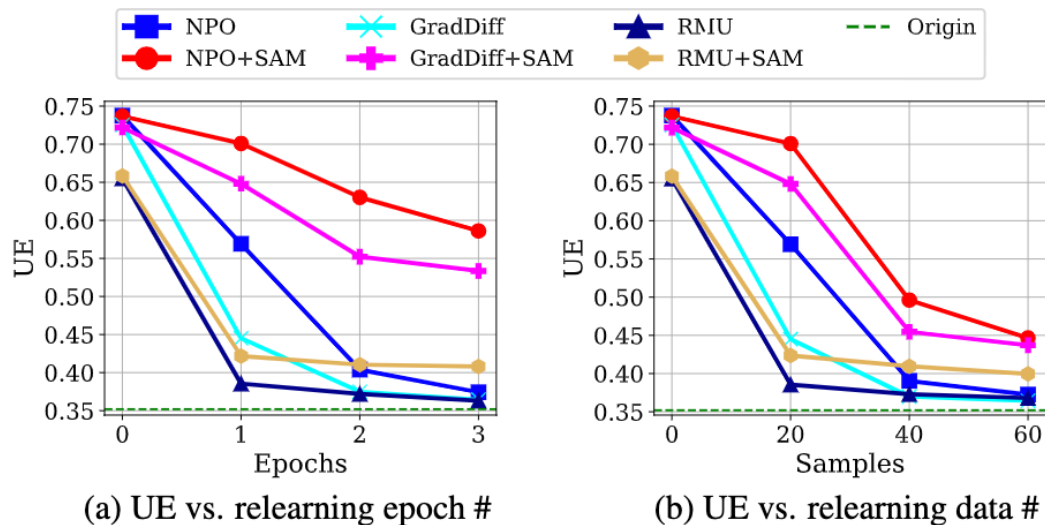 NPO GradDiff RMU Origin
NPO+SAM GradDiff+SAM RMU+SAM
0.75
0.70
0.65
0.60
0.55
0.50
0.45
0.40
0.35
UE
0 1 2 3
Epochs
(a) UE vs. relearning epoch #
0.75
0.70
0.65
0.60
0.55
0.50
0.45
0.40
0.35
UE
0 20 40 60
Samples
(b) UE vs. relearning data #